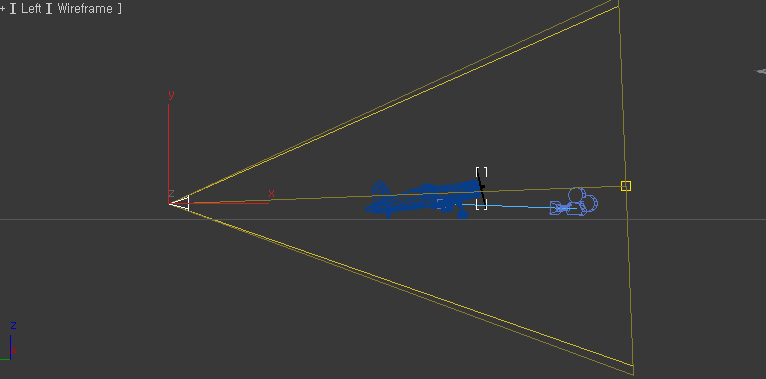 + [ Left [ Wireframe ]
y
z
x
z